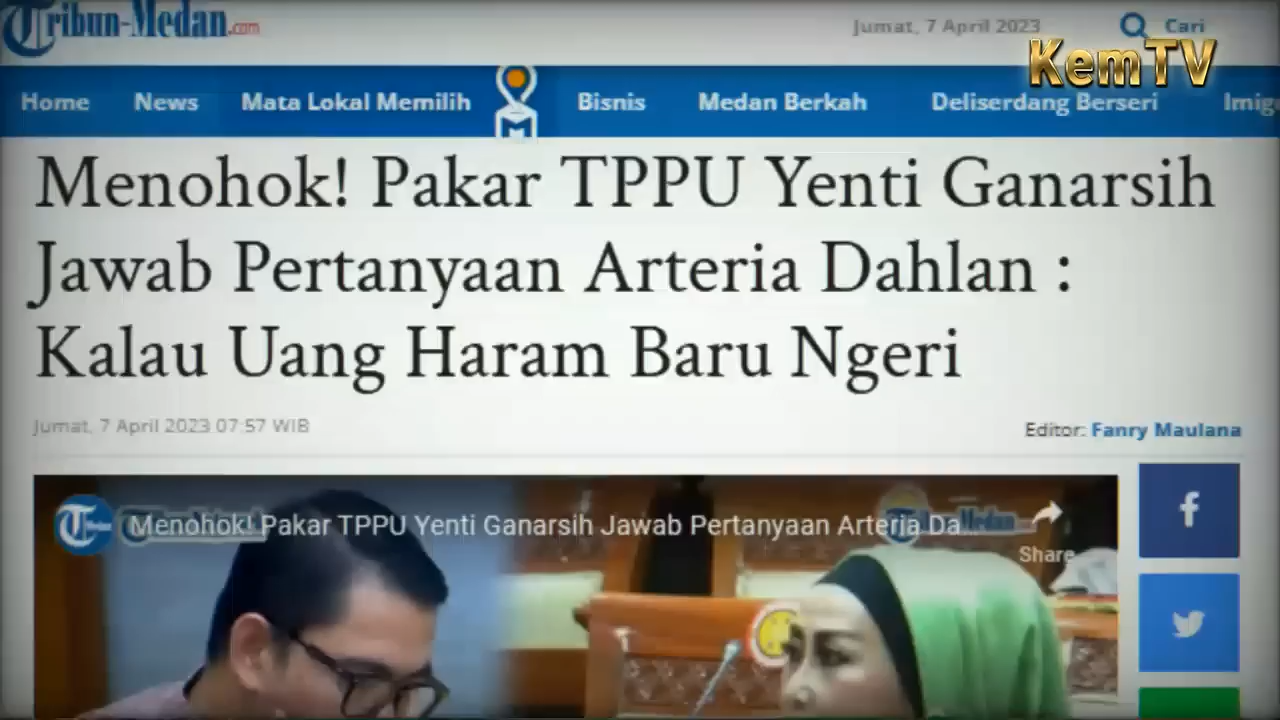 Tribun-Medan.com
Jumat, 7 April 2023
Cari
KemTV
Home News Mata Lokal Memilih Bisnis Medan Berkah Deliserdang Berseri Imig
Menohok! Pakar TPPU Yenti Ganarsih
Jawab Pertanyaan Arteria Dahlan :
Kalau Uang Haram Baru Ngeri
Jumat, 7 April 2023 07:57 WIB
Editor: Fanry Maulana
Menohok! Pakar TPPU Yenti Ganarsih Jawab Pertanyaan Arteria Da...
Share